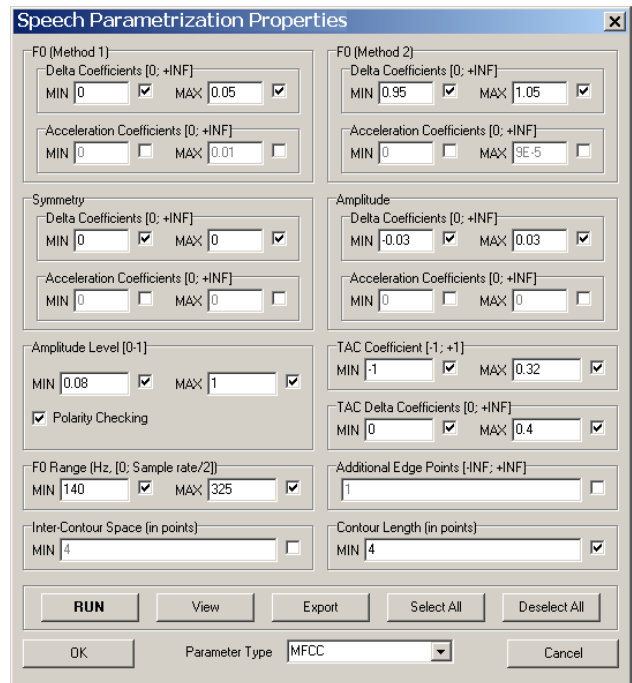 Speech Parametrization Properties
F0 (Method 1)
Delta Coefficients [0; +INF]
MIN 0 MAX 0.05
Acceleration Coefficients [0; +INF]
MIN 0 MAX 0.01
F0 (Method 2)
Delta Coefficients [0; +INF]
MIN 0.95 MAX 1.05
Acceleration Coefficients [0; +INF]
MIN 0 MAX 9E-5
Symmetry
Delta Coefficients [0; +INF]
MIN 0 MAX 0
Acceleration Coefficients [0; +INF]
MIN 0 MAX 0
Amplitude
Delta Coefficients [0; +INF]
MIN -0.03 MAX 0.03
Acceleration Coefficients [0; +INF]
MIN 0 MAX 0
Amplitude Level [0-1]
MIN 0.08 MAX 1
Polarity Checking
TAC Coefficient [-1; +1]
MIN -1 MAX 0.32
TAC Delta Coefficients [0; +INF]
MIN 0 MAX 0.4
F0 Range (Hz, [0; Sample rate/2])
MIN 140 MAX 325
Additional Edge Points [-INF; +INF]
1
Inter-Contour Space (in points)
MIN 4
Contour Length (in points)
MIN 4
RUN View Export Select All Deselect All
OK Parameter Type MFCC Cancel